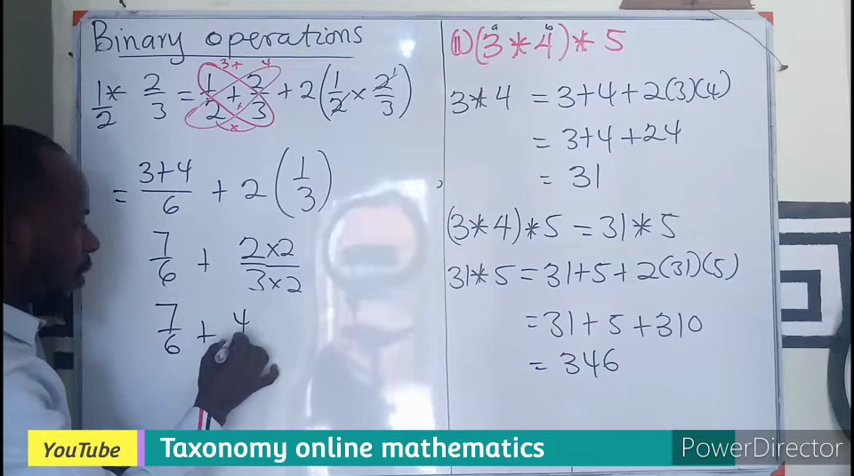 Binary operations
1/2 * 2/3 = 1/2 + 2/3 + 2(1/2 × 2/3)
3+ 4
1
×
= 3+4/6 + 2(1/3)
7/6 + 2×2/3×2
7/6 + 4
II) (3 * 4) * 5
a b
3 * 4 = 3+4+2(3)(4)
= 3+4+24
= 31
(3 * 4) * 5 = 31 * 5
31 * 5 = 31+5+2(31)(5)
= 31+5+310
= 346
YouTube Taxonomy online mathematics
PowerDirector